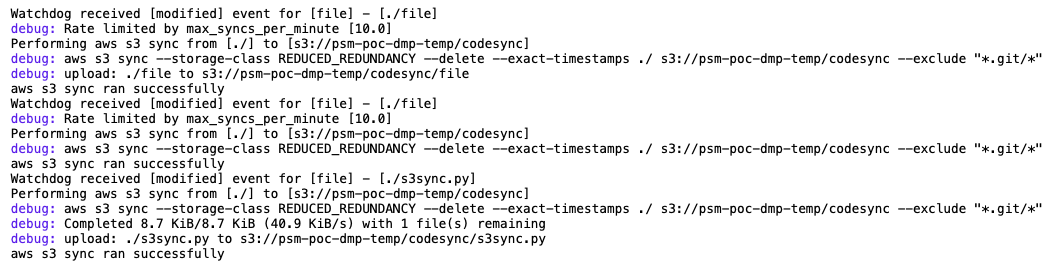 Watchdog received [modified] event for [file] - [./file]
debug: Rate limited by max_syncs_per_minute [10.0]
Performing aws s3 sync from [./] to [s3://psm-poc-dmp-temp/codesync]
debug: aws s3 sync --storage-class REDUCED_REDUNDANCY --delete --exact-timestamps ./ s3://psm-poc-dmp-temp/codesync --exclude "*.git/*"
debug: upload: ./file to s3://psm-poc-dmp-temp/codesync/file
aws s3 sync ran successfully
Watchdog received [modified] event for [file] - [./file]
debug: Rate limited by max_syncs_per_minute [10.0]
Performing aws s3 sync from [./] to [s3://psm-poc-dmp-temp/codesync]
debug: aws s3 sync --storage-class REDUCED_REDUNDANCY --delete --exact-timestamps ./ s3://psm-poc-dmp-temp/codesync --exclude "*.git/*"
aws s3 sync ran successfully
Watchdog received [modified] event for [file] - [./s3sync.py]
Performing aws s3 sync from [./] to [s3://psm-poc-dmp-temp/codesync]
debug: aws s3 sync --storage-class REDUCED_REDUNDANCY --delete --exact-timestamps ./ s3://psm-poc-dmp-temp/codesync --exclude "*.git/*"
debug: Completed 8.7 KiB/8.7 KiB (40.9 KiB/s) with 1 file(s) remaining
debug: upload: ./s3sync.py to s3://psm-poc-dmp-temp/codesync/s3sync.py
aws s3 sync ran successfully